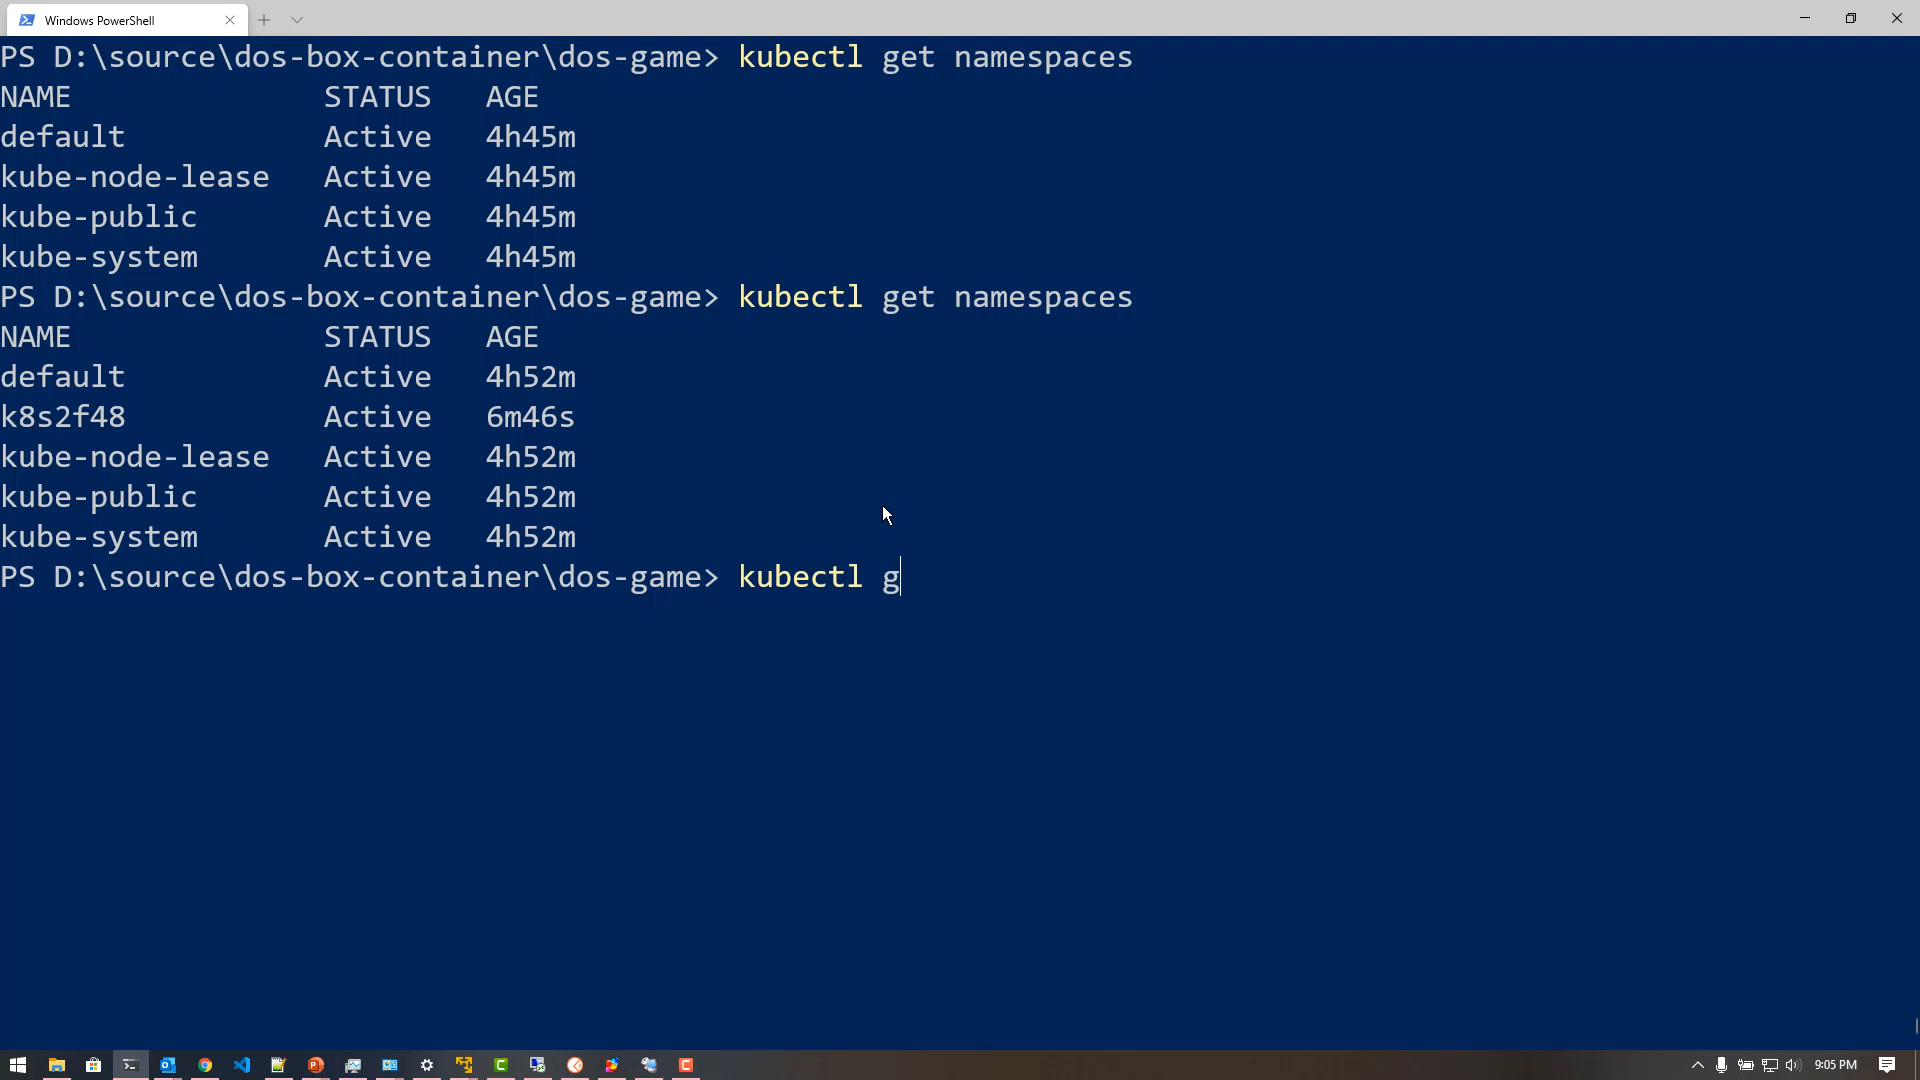 Windows PowerShell
PS D:\source\dos-box-container\dos-game> kubectl get namespaces
NAME STATUS AGE
default Active 4h45m
kube-node-lease Active 4h45m
kube-public Active 4h45m
kube-system Active 4h45m
PS D:\source\dos-box-container\dos-game> kubectl get namespaces
NAME STATUS AGE
default Active 4h52m
k8s2f48 Active 6m46s
kube-node-lease Active 4h52m
kube-public Active 4h52m
kube-system Active 4h52m
PS D:\source\dos-box-container\dos-game> kubectl g
9:05 PM